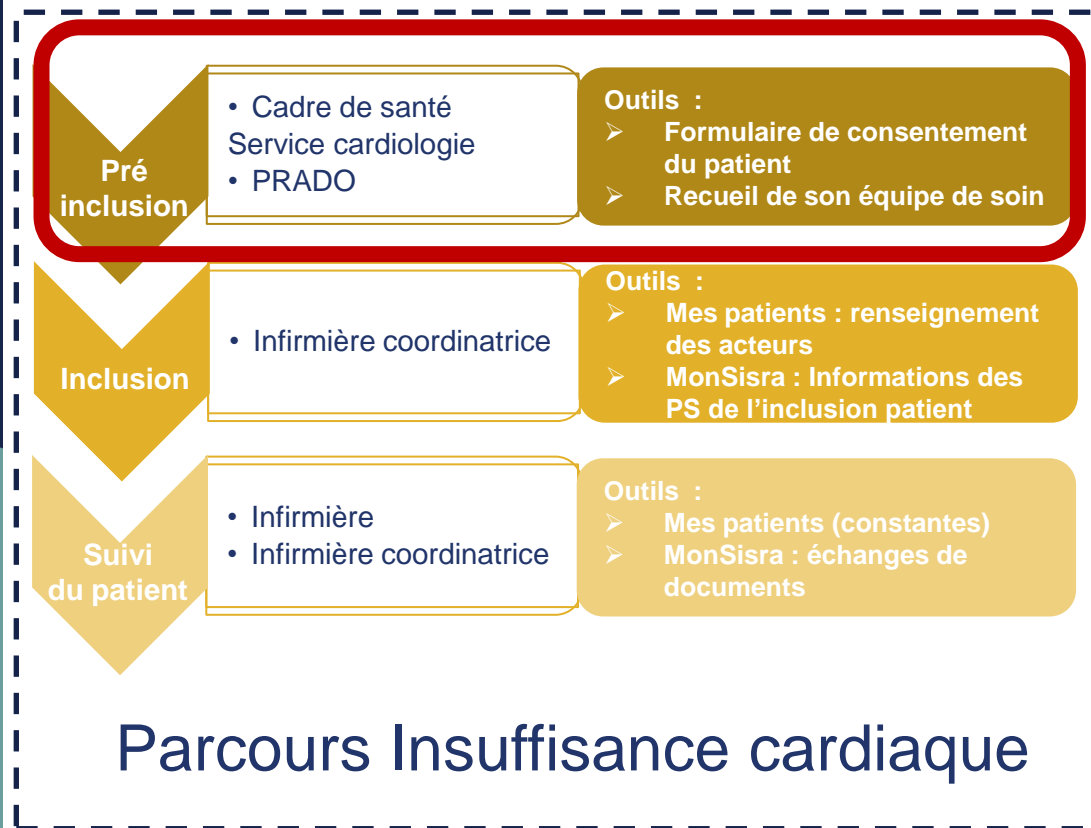 Pré
inclusion
• Cadre de santé
Service cardiologie
• PRADO
Outils :
➢ Formulaire de consentement
du patient
➢ Recueil de son équipe de soin
Inclusion
• Infirmière coordinatrice
Outils :
➢ Mes patients : renseignement
des acteurs
➢ MonSisra : Informations des
PS de l’inclusion patient
Suivi
du patient
• Infirmière
• Infirmière coordinatrice
Outils :
➢ Mes patients (constantes)
➢ MonSisra : échanges de
documents
Parcours Insuffisance cardiaque